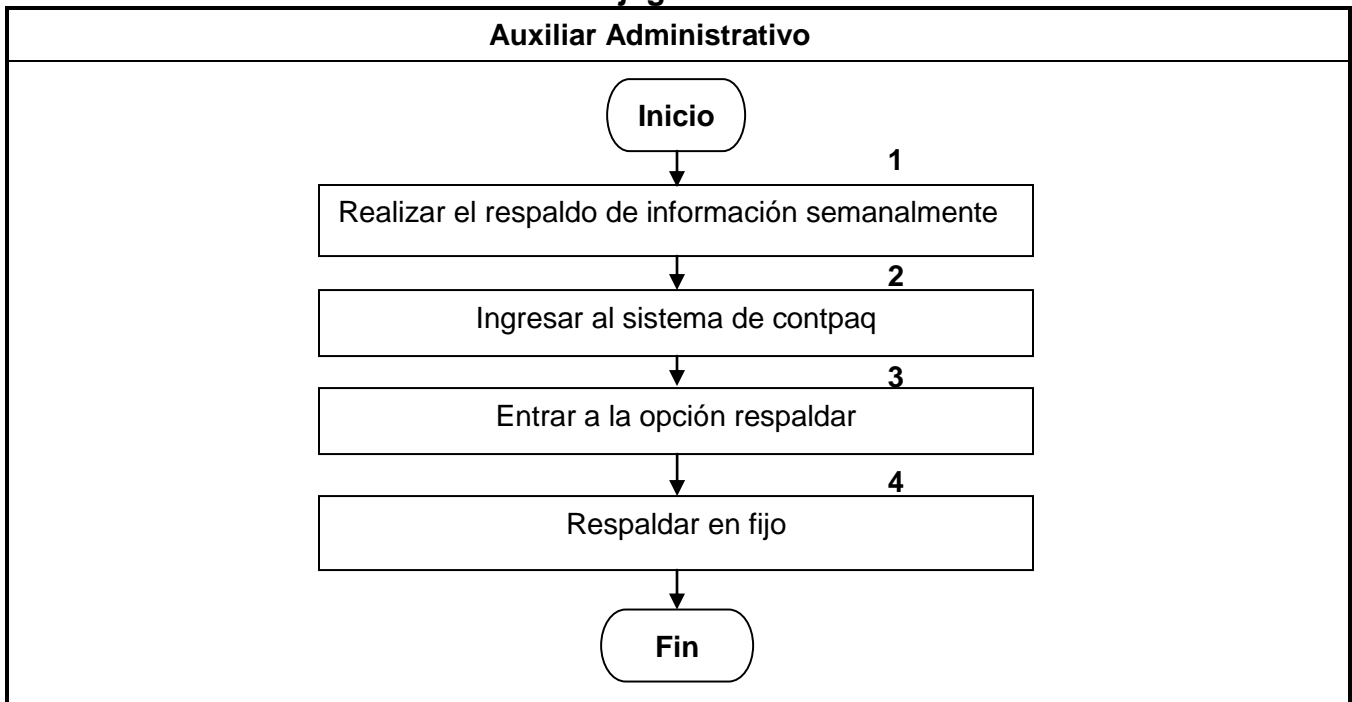 Auxiliar Administrativo
Inicio
1
Realizar el respaldo de información semanalmente
2
Ingresar al sistema de contpaq
3
Entrar a la opción respaldar
4
Respaldar en fijo
Fin